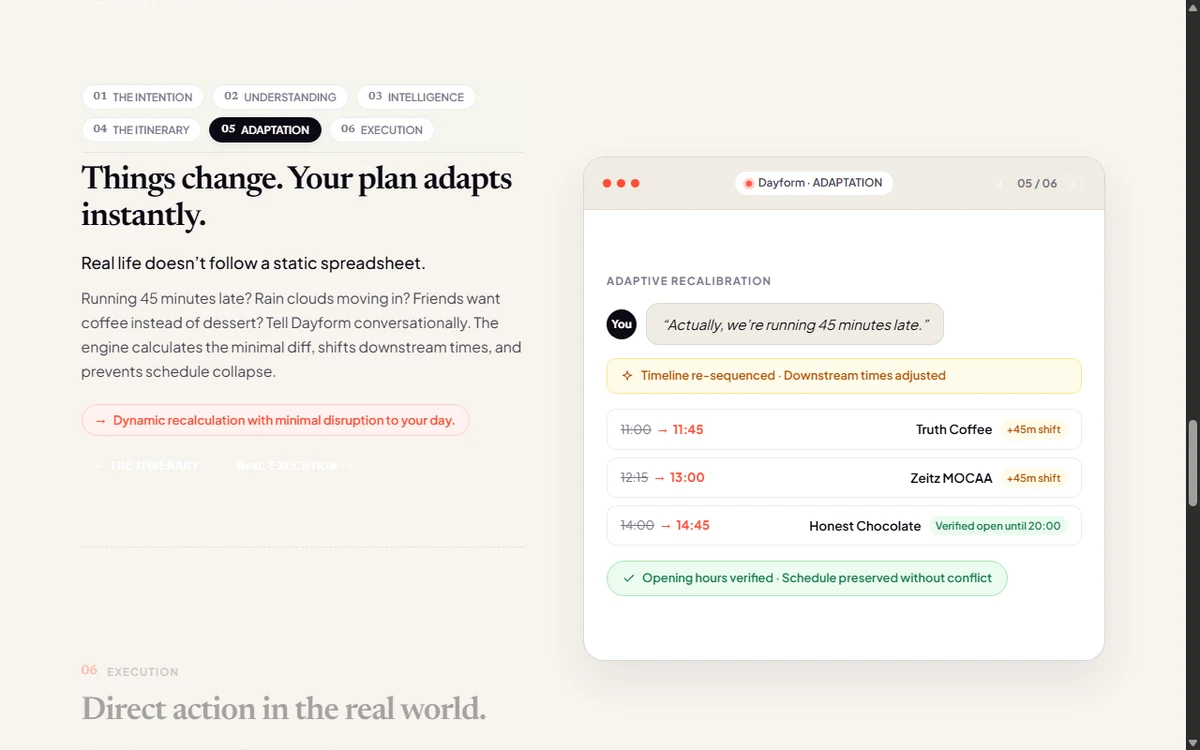 01 THE INTENTION
02 UNDERSTANDING
03 INTELLIGENCE
04 THE ITINERARY
05 ADAPTATION
06 EXECUTION
Things change. Your plan adapts
instantly.
Real life doesn’t follow a static spreadsheet.
Running 45 minutes late? Rain clouds moving in? Friends want
coffee instead of dessert? Tell Dayform conversationally. The
engine calculates the minimal diff, shifts downstream times, and
prevents schedule collapse.
→ Dynamic recalculation with minimal disruption to your day.
← THE ITINERARY
Next: EXECUTION →
06 EXECUTION
Direct action in the real world.
Dayform · ADAPTATION
‹ 05 / 06 ›
ADAPTIVE RECALIBRATION
You
“Actually, we’re running 45 minutes late.”
Timeline re-sequenced · Downstream times adjusted
11:00 → 11:45 Truth Coffee +45m shift
12:15 → 13:00 Zeitz MOCAA +45m shift
14:00 → 14:45 Honest Chocolate Verified open until 20:00
✓ Opening hours verified · Schedule preserved without conflict